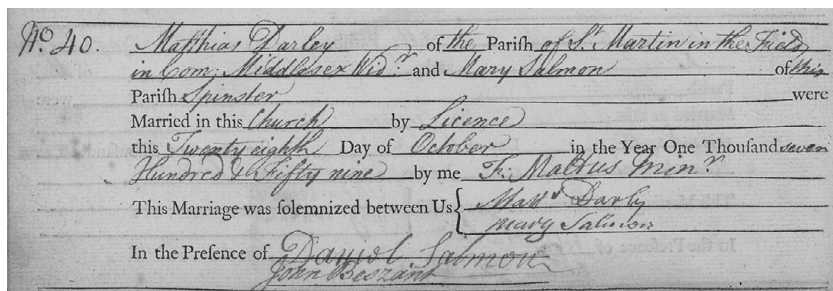 No. 40. Matthias Darley of the Parish of St. Martin in the Field
in Com: Middlesex Widr. and Mary Salmon of this
Parish Spinster were
Married in this Church by Licence
this Twenty eighth Day of October in the Year One Thousand seven
Hundred & Fifty nine by me F: Maltus Minr.
This Marriage was solemnized between Us { Mattw Darly
Mary Salmon
In the Presence of Daniel Salmon
John Beszant